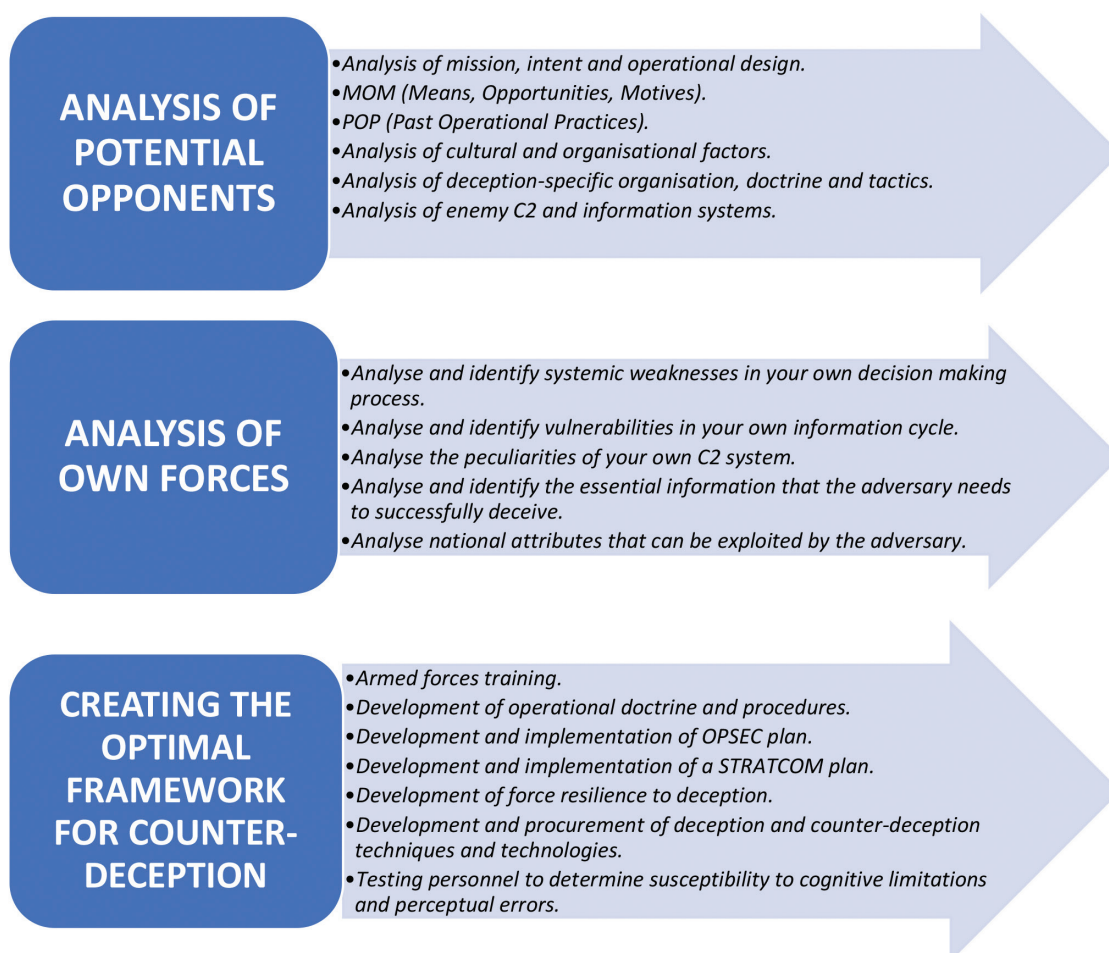 ANALYSIS OF
POTENTIAL
OPPONENTS
•Analysis of mission, intent and operational design.
•MOM (Means, Opportunities, Motives).
•POP (Past Operational Practices).
•Analysis of cultural and organisational factors.
•Analysis of deception-specific organisation, doctrine and tactics.
•Analysis of enemy C2 and information systems.
ANALYSIS OF
OWN FORCES
•Analyse and identify systemic weaknesses in your own decision making
process.
•Analyse and identify vulnerabilities in your own information cycle.
•Analyse the peculiarities of your own C2 system.
•Analyse and identify the essential information that the adversary needs
to successfully deceive.
•Analyse national attributes that can be exploited by the adversary.
CREATING THE
OPTIMAL
FRAMEWORK
FOR COUNTER-
DECEPTION
•Armed forces training.
•Development of operational doctrine and procedures.
•Development and implementation of OPSEC plan.
•Development and implementation of a STRATCOM plan.
•Development of force resilience to deception.
•Development and procurement of deception and counter-deception
techniques and technologies.
•Testing personnel to determine susceptibility to cognitive limitations
and perceptual errors.